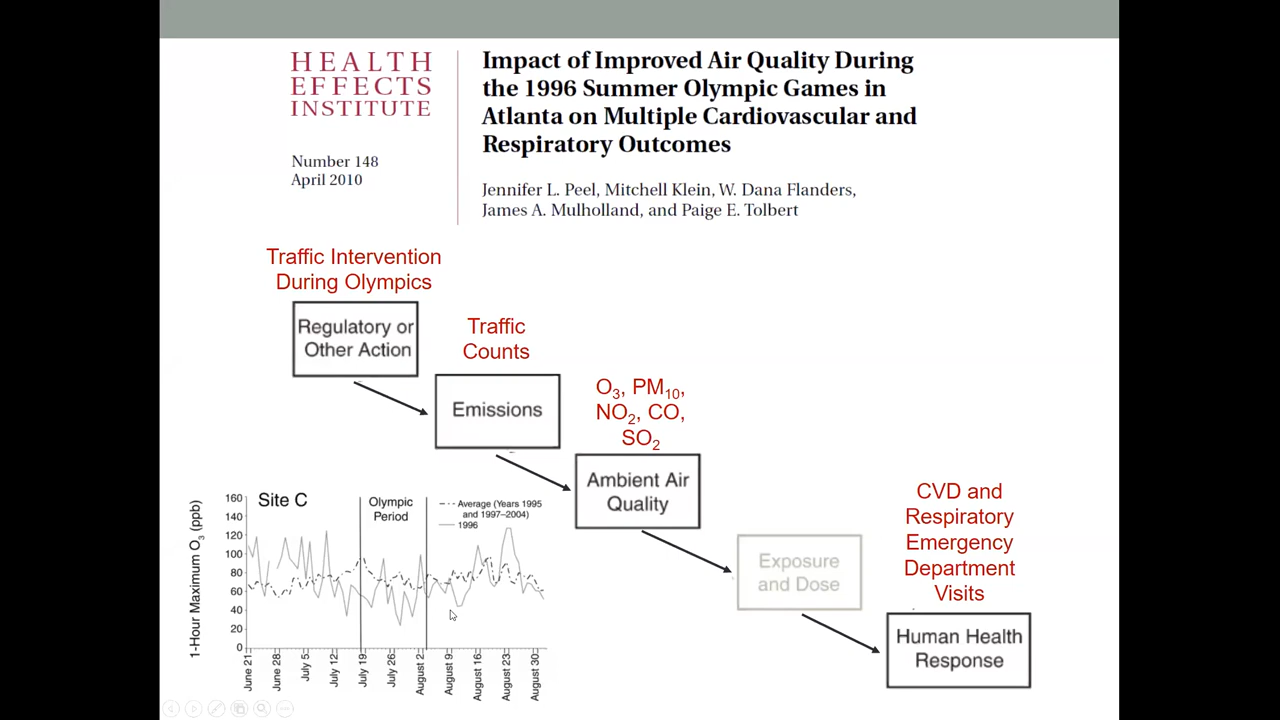 HEALTH
EFFECTS
INSTITUTE
Number 148
April 2010
Impact of Improved Air Quality During
the 1996 Summer Olympic Games in
Atlanta on Multiple Cardiovascular and
Respiratory Outcomes
Jennifer L. Peel, Mitchell Klein, W. Dana Flanders,
James A. Mulholland, and Paige E. Tolbert
Traffic Intervention
During Olympics
Regulatory or
Other Action
Traffic
Counts
Emissions
O3, PM10,
NO2, CO,
SO2
Ambient Air
Quality
Exposure
and Dose
CVD and
Respiratory
Emergency
Department
Visits
Human Health
Response
Site C
Olympic
Period
Average (Years 1995
and 1997–2004)
1996
1-Hour Maximum O3 (ppb)
160
140
120
100
80
60
40
20
0
June 21
June 28
July 5
July 12
July 19
July 26
August 2
August 9
August 16
August 23
August 30